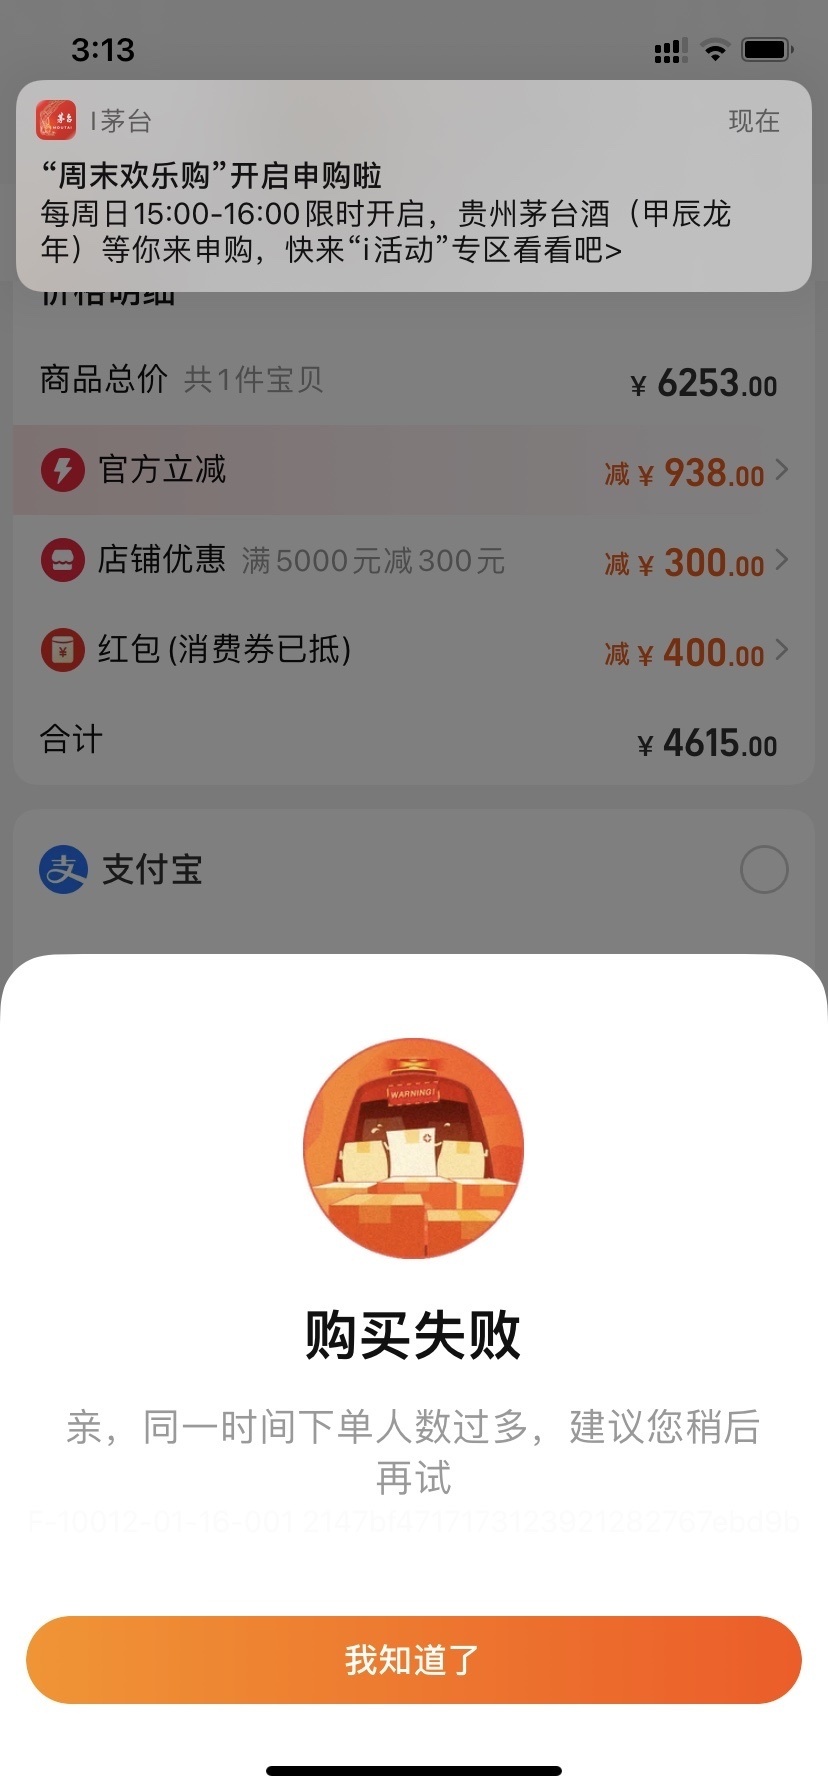 3:13
I茅台
现在
“周末欢乐购”开启申购啦
每周日15:00-16:00限时开启，贵州茅台酒（甲辰龙
年）等你来申购，快来“i活动”专区看看吧>
价格明细
商品总价 共1件宝贝 ¥ 6253.00
官方立减 减 ¥ 938.00
店铺优惠 满5000元减300元 减 ¥ 300.00
红包(消费券已抵) 减 ¥ 400.00
合计 ¥ 4615.00
支付宝
WARNING!
购买失败
亲，同一时间下单人数过多，建议您稍后
再试
我知道了